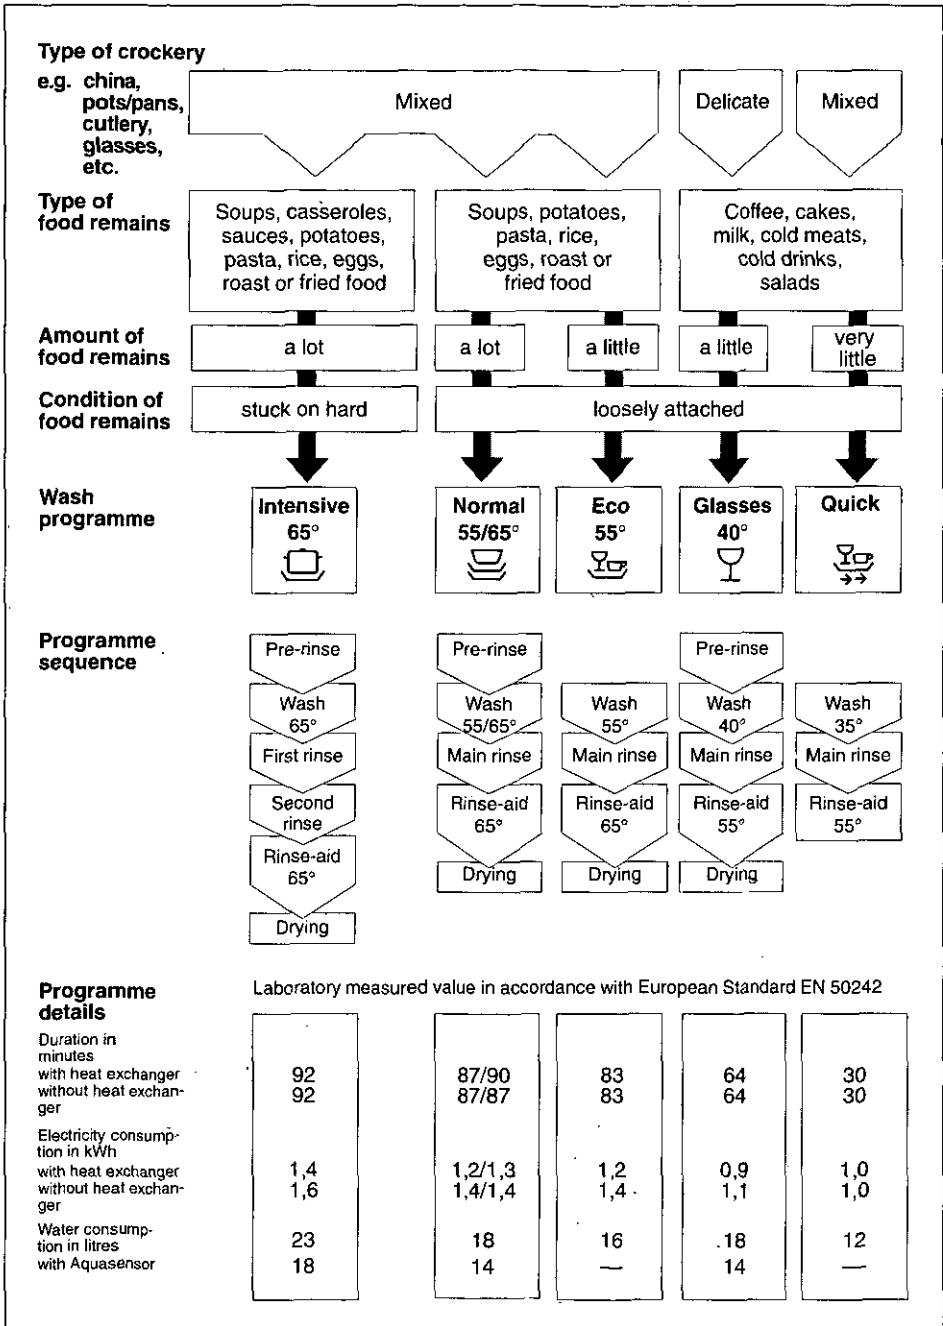 Type of crockery
e.g. china,
pots/pans,
cutlery,
glasses,
etc.
Mixed
Delicate
Mixed
Type of
food remains
Soups, casseroles,
sauces, potatoes,
pasta, rice, eggs,
roast or fried food
Soups, potatoes,
pasta, rice,
eggs, roast or
fried food
Coffee, cakes,
milk, cold meats,
cold drinks,
salads
Amount of
food remains
a lot
a lot
a little
a little
very
little
Condition of
food remains
stuck on hard
loosely attached
Wash
programme
Intensive
65°
Normal
55/65°
Eco
55°
Glasses
40°
Quick
Programme
sequence
Pre-rinse
Pre-rinse
Pre-rinse
Wash
65°
Wash
55/65°
Wash
55°
Wash
40°
Wash
35°
First rinse
Main rinse
Main rinse
Main rinse
Main rinse
Second
rinse
Rinse-aid
65°
Rinse-aid
65°
Rinse-aid
55°
Rinse-aid
55°
Rinse-aid
65°
Drying
Drying
Drying
Drying
Programme
details
Laboratory measured value in accordance with European Standard EN 50242
Duration in
minutes
with heat exchanger 92 87/90 83 64 30
without heat exchan- 92 87/87 83 64 30
ger
Electricity consump-
tion in kWh
with heat exchanger 1,4 1,2/1,3 1,2 0,9 1,0
without heat exchan- 1,6 1,4/1,4 1,4 1,1 1,0
ger
Water consump-
tion in litres 23 18 16 18 12
with Aquasensor 18 14 — 14 —